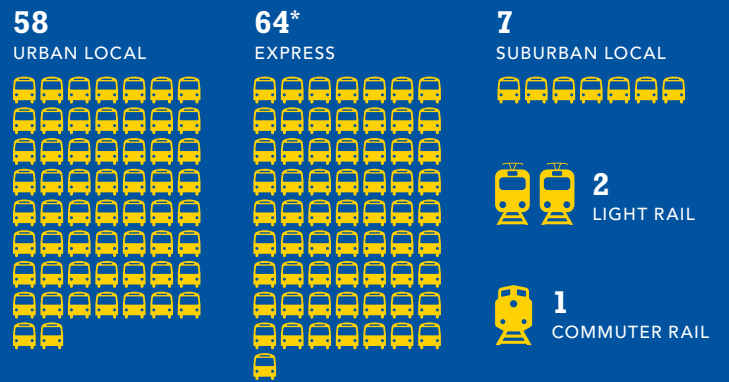 58
URBAN LOCAL
64*
EXPRESS
7
SUBURBAN LOCAL
2
LIGHT RAIL
1
COMMUTER RAIL